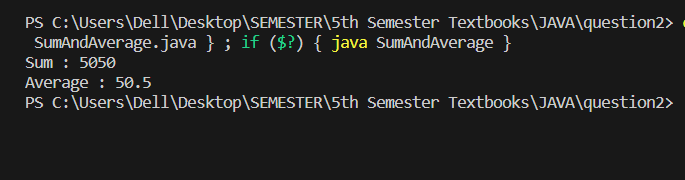 PS C:\Users\Dell\Desktop\SEMESTER\5th Semester Textbooks\JAVA\question2>
SumAndAverage.java } ; if ($?) { java SumAndAverage }
Sum : 5050
Average : 50.5
PS C:\Users\Dell\Desktop\SEMESTER\5th Semester Textbooks\JAVA\question2>